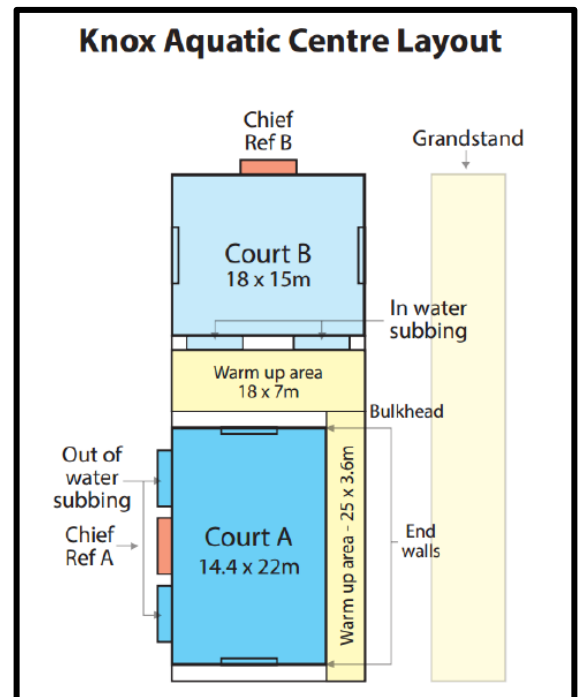 Knox Aquatic Centre Layout
Chief
Ref B
Grandstand
Court B
18 x 15m
In water
subbing
Warm up area
18 x 7m
Bulkhead
Out of
water
subbing
Chief
Ref A
Court A
14.4 x 22m
Warm up area - 25 x 3.6m
End
walls